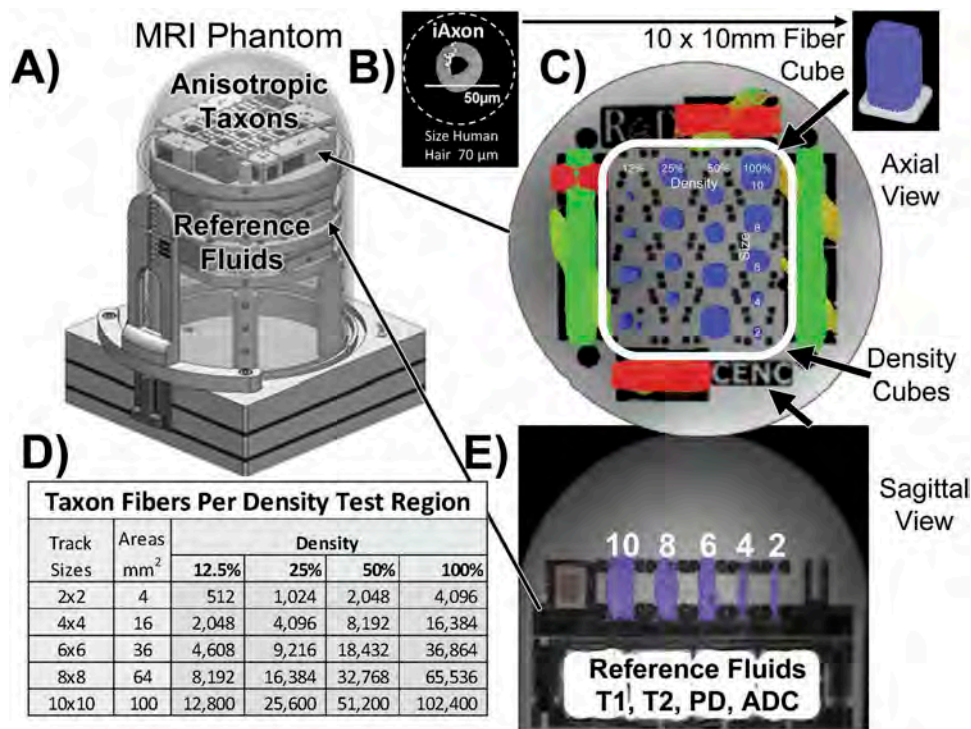 MRI Phantom
A)
Anisotropic
Taxons
Reference
Fluids
B)
iAxon
50µm
Size Human
Hair 70 µm
10 x 10mm Fiber
Cube
C)
R&D
12% 25% 50% 100%
Density
10
8
Size
6
4
2
CENC
Axial
View
Density
Cubes
D)
Taxon Fibers Per Density Test Region
Track Sizes Areas mm² Density
12.5% 25% 50% 100%
2x2 4 512 1,024 2,048 4,096
4x4 16 2,048 4,096 8,192 16,384
6x6 36 4,608 9,216 18,432 36,864
8x8 64 8,192 16,384 32,768 65,536
10x10 100 12,800 25,600 51,200 102,400
E)
Sagittal
View
10 8 6 4 2
Reference Fluids
T1, T2, PD, ADC